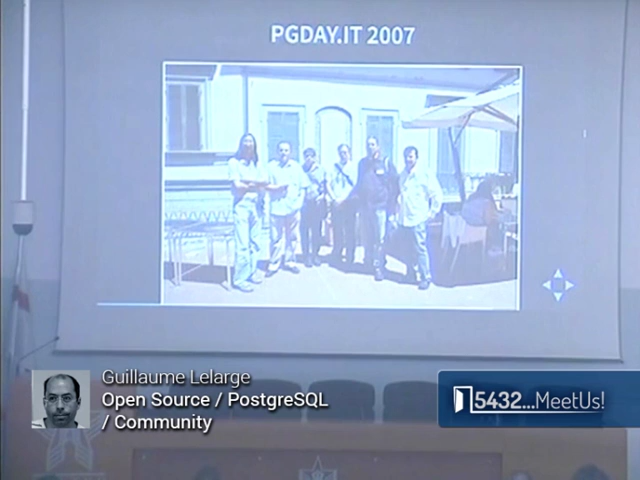 PGDAY.IT 2007
Guillaume Lelarge
Open Source / PostgreSQL
/ Community
5432...MeetUs!